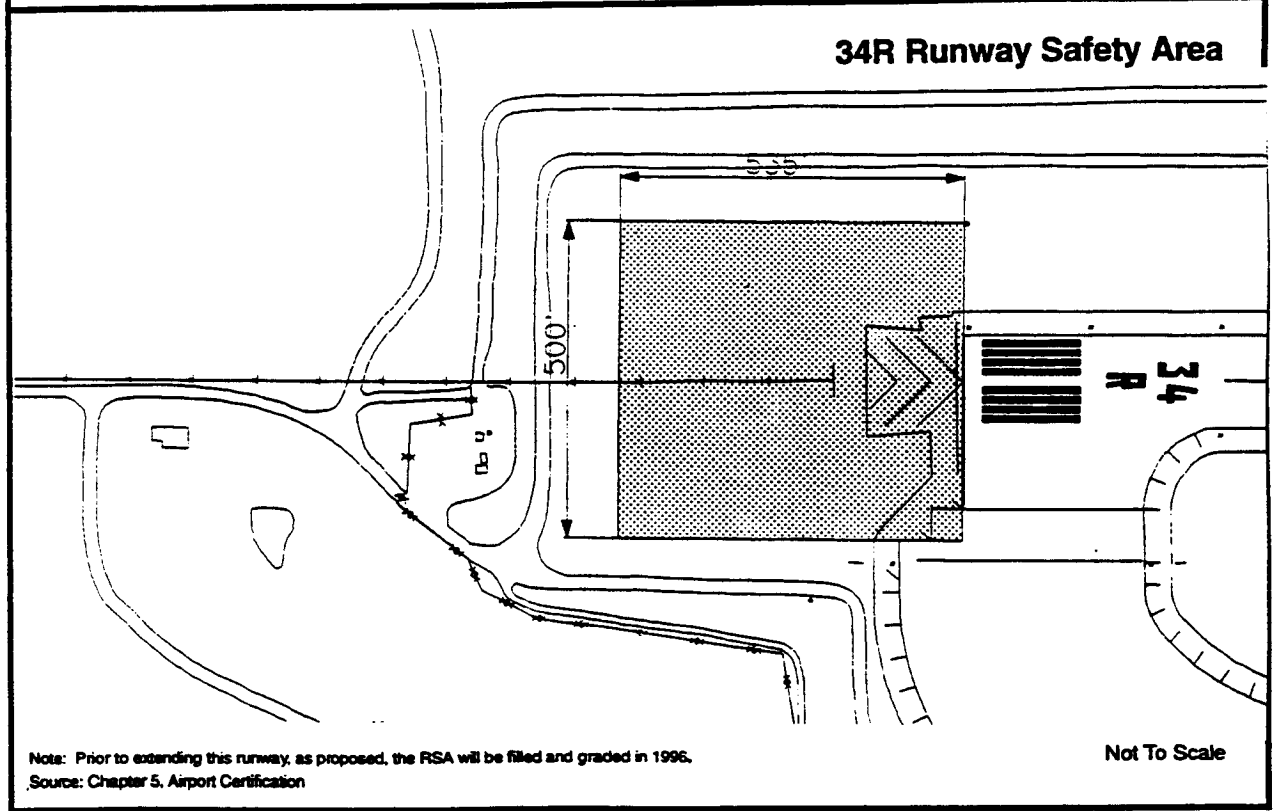 34R Runway Safety Area
500'
34
R
Note: Prior to extending this runway, as proposed, the RSA will be filled and graded in 1996.
Source: Chapter 5. Airport Certification
Not To Scale